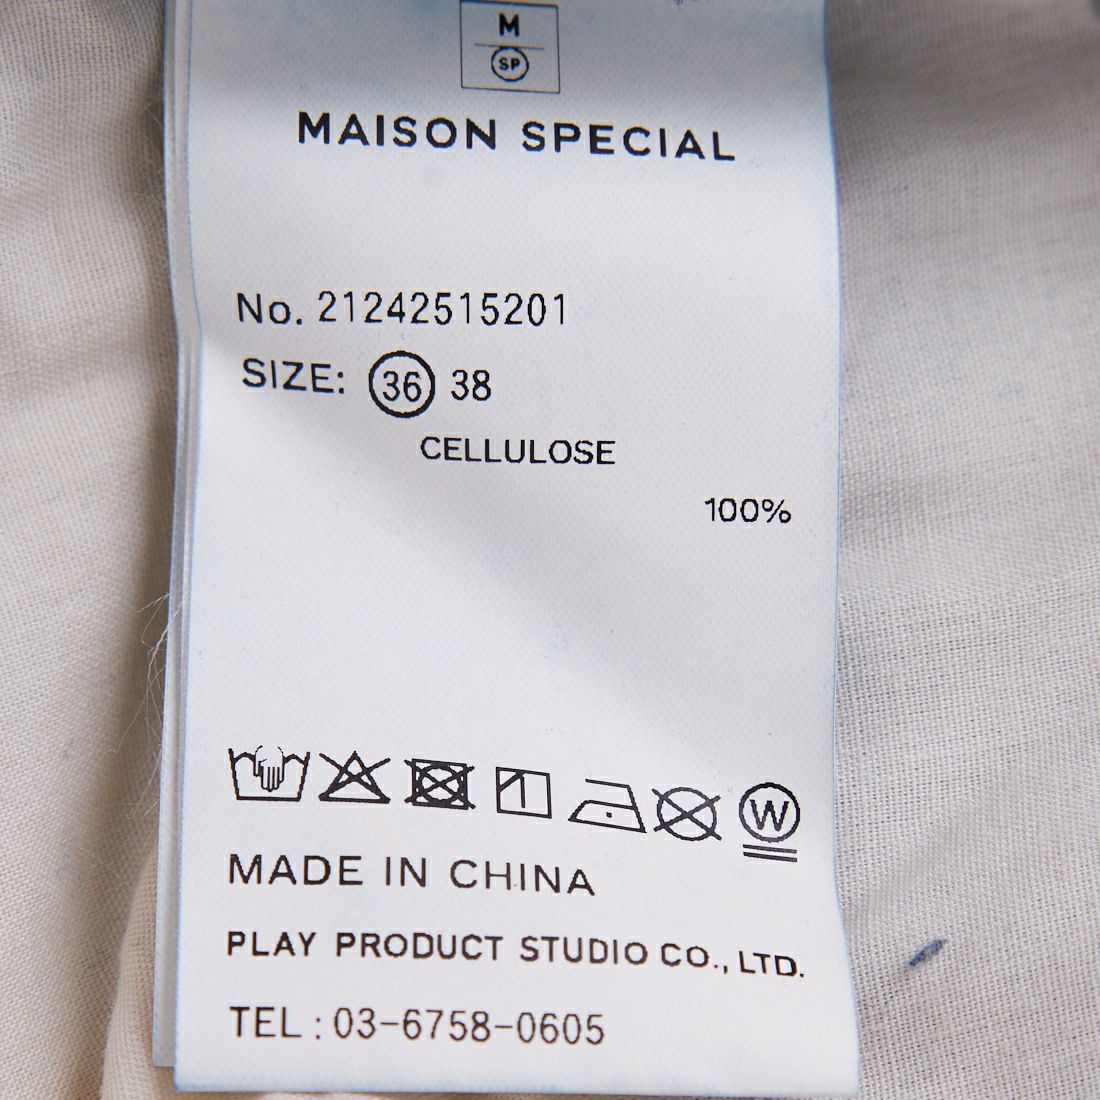 M
SP
MAISON SPECIAL
No. 21242515201
SIZE: 36 38
CELLULOSE
100%
W
MADE IN CHINA
PLAY PRODUCT STUDIO CO., LTD.
TEL : 03-6758-0605